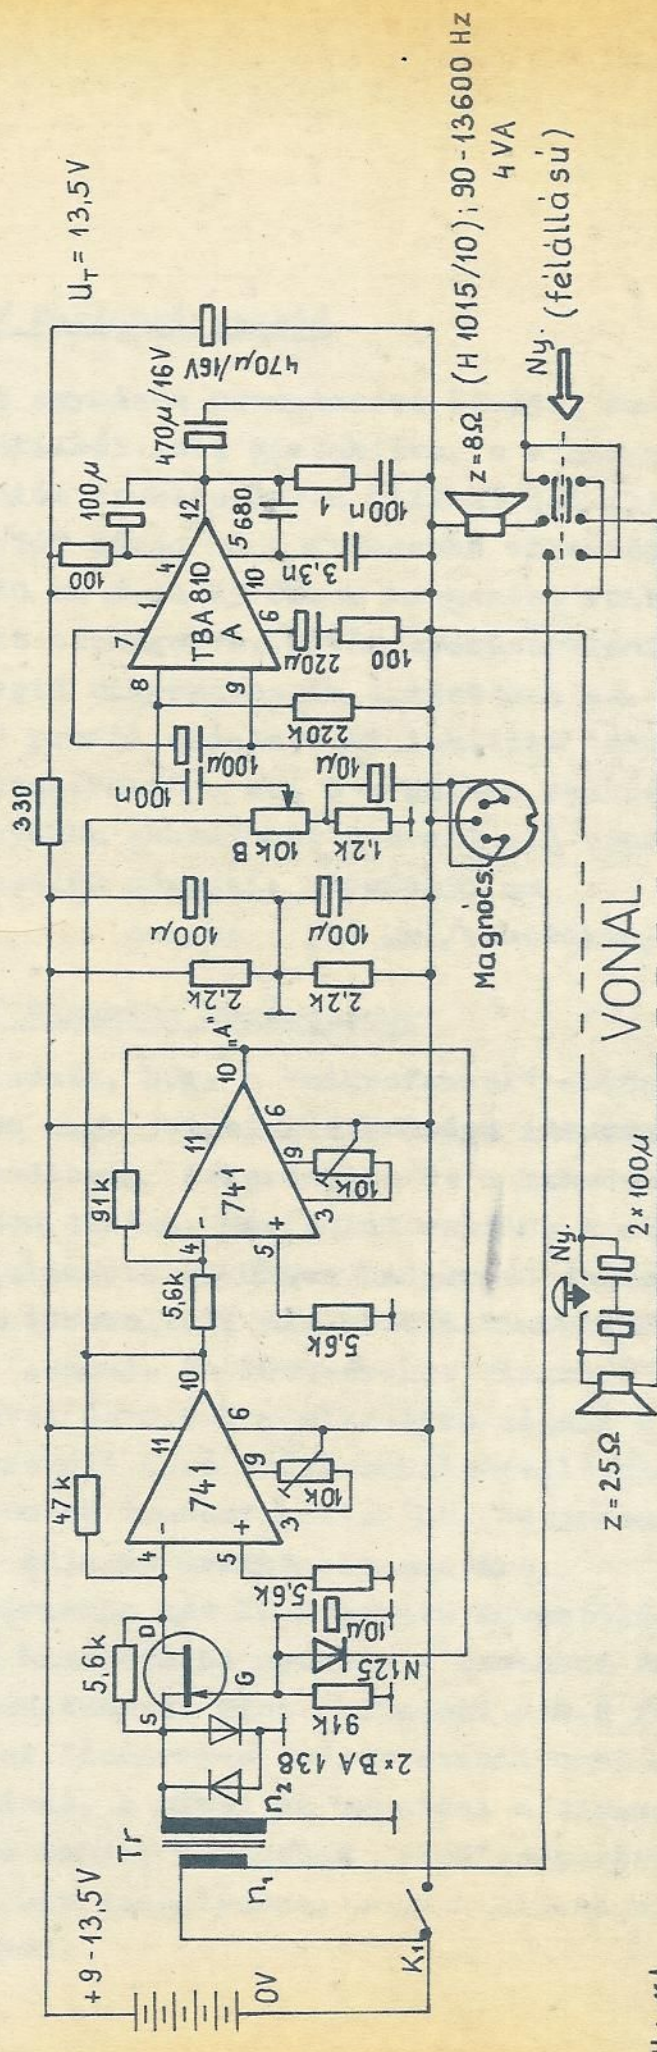 +9-13,5V
0V
K₁
Tr
n₁
n₂
2×BA 138
5,6k
S
D
G
91k
N125
10µ
5,6k
47k
4
5
-
+
741
11
10
6
9
3
10k
5,6k
5,6k
91k
4
5
-
+
741
11
10
6
9
3
10k
„A"
2,2k
2,2k
100µ
100µ
330
10kB
1,2k
100n
100µ
10µ
220k
8
9
7
1
4
12
5
10
6
TBA 810
A
220µ
100
100
100µ
680
3,3n
1
100n
470µ/16V
470µ/16V
U_T = 13,5V
Magnócs.
z=8Ω
(H 1015/10); 90-13600 Hz
4VA
Ny. (félállású)
VONAL
Ny.
2×100µ
z=25Ω